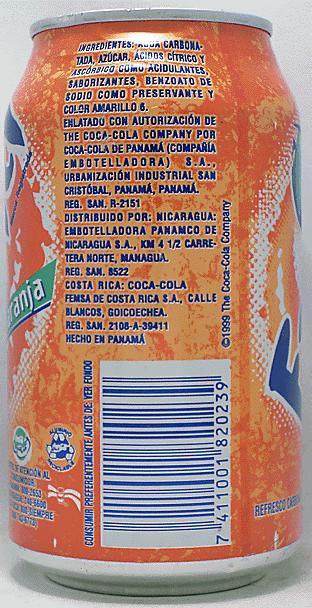 INGREDIENTES: AGUA CARBONA-
TADA, AZÚCAR, ÁCIDOS CÍTRICO Y
ASCÓRBICO COMO ACIDULANTES,
SABORIZANTES, BENZOATO DE
SODIO COMO PRESERVANTE Y
COLOR AMARILLO 6.
ENLATADO CON AUTORIZACIÓN DE
THE COCA-COLA COMPANY POR
COCA-COLA DE PANAMÁ (COMPAÑÍA
EMBOTELLADORA) S.A.,
URBANIZACIÓN INDUSTRIAL SAN
CRISTÓBAL, PANAMÁ, PANAMÁ.
REG. SAN. R-2151
DISTRIBUIDO POR: NICARAGUA:
EMBOTELLADORA PANAMCO DE
NICARAGUA S.A., KM 4 1/2 CARRE-
TERA NORTE, MANAGUA.
REG. SAN. 8522
COSTA RICA: COCA-COLA
FEMSA DE COSTA RICA S.A., CALLE
BLANCOS, GOICOECHEA.
REG. SAN. 2108-A-39411
HECHO EN PANAMÁ
©1999 The Coca-Cola Company
CONSUMIR PREFERENTEMENTE ANTES DE: VER FONDO
7 411001 820239
ranja
DE ATENCIÓN AL
REFRESCO